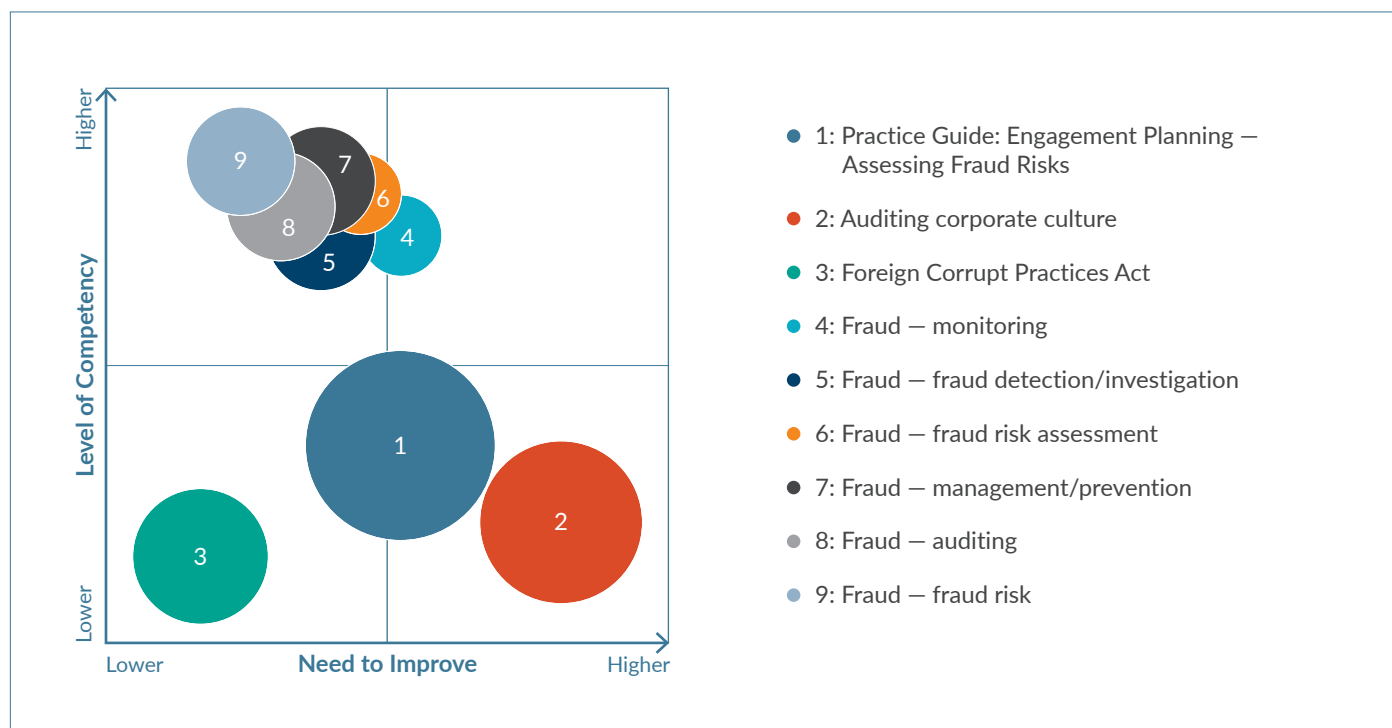 Higher
Level of Competency
Lower
9
7
6
8
4
5
1
2
3
Lower
Need to Improve
Higher
1: Practice Guide: Engagement Planning —
Assessing Fraud Risks
2: Auditing corporate culture
3: Foreign Corrupt Practices Act
4: Fraud — monitoring
5: Fraud — fraud detection/investigation
6: Fraud — fraud risk assessment
7: Fraud — management/prevention
8: Fraud — auditing
9: Fraud — fraud risk